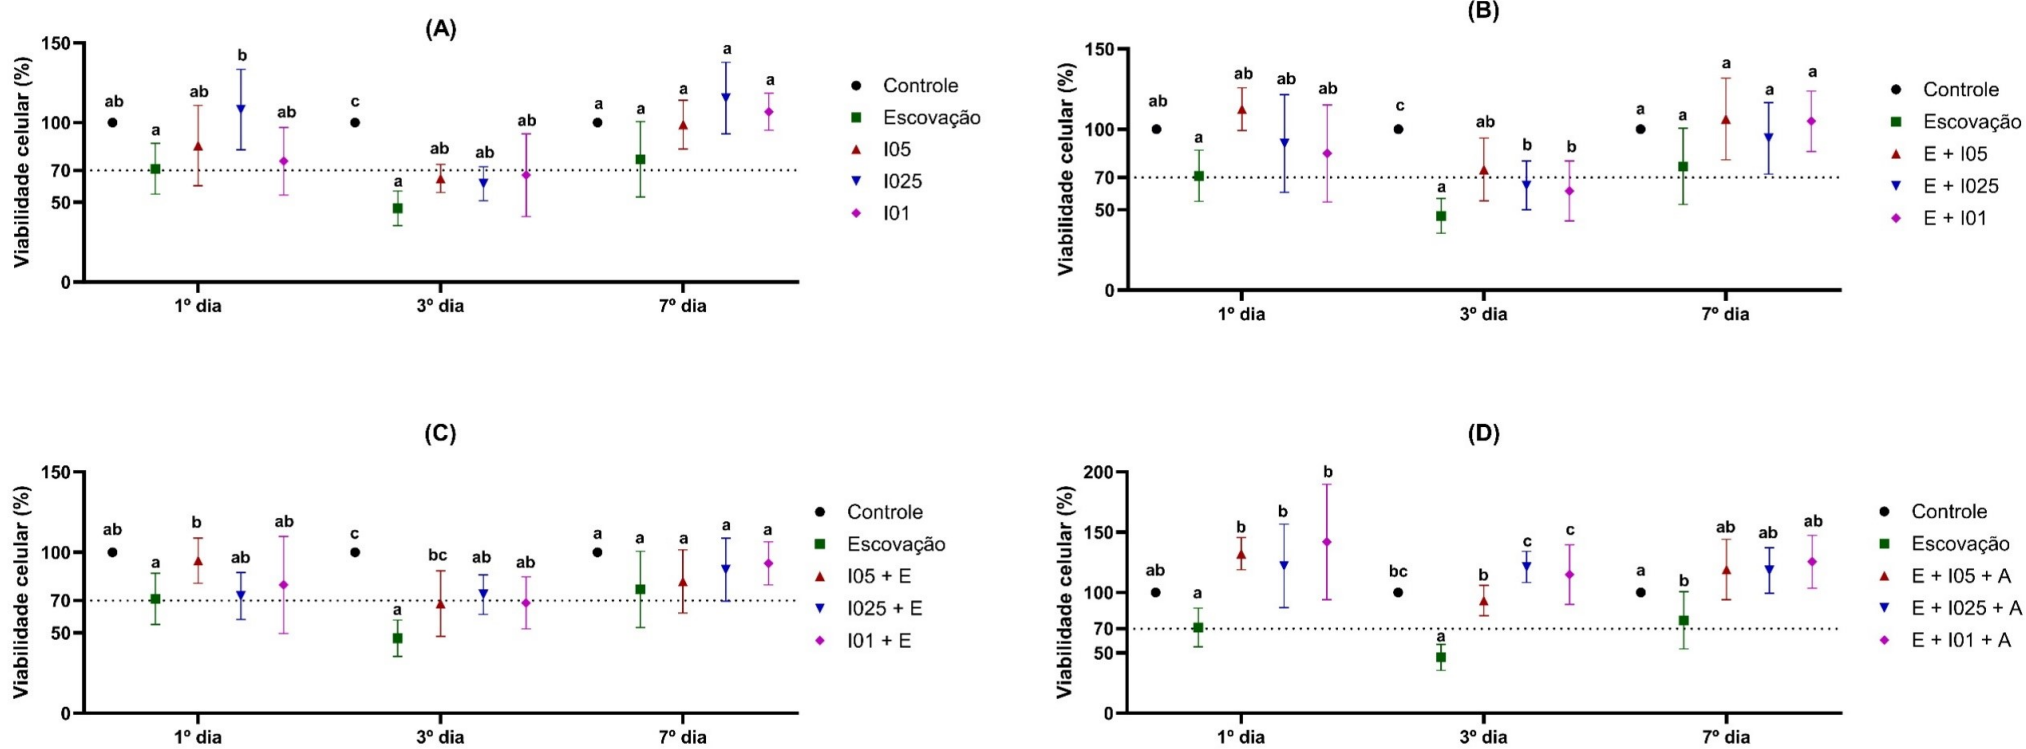 (A)
Viabilidade celular (%)
150
100
70
50
0
ab
a
ab
b
ab
c
a
ab
ab
ab
a
a
a
a
a
1º dia
3º dia
7º dia
Controle
Escovação
I05
I025
I01
(B)
Viabilidade celular (%)
150
100
70
50
0
ab
a
ab
ab
ab
c
a
ab
b
b
a
a
a
a
a
1º dia
3º dia
7º dia
Controle
Escovação
E + I05
E + I025
E + I01
(C)
Viabilidade celular (%)
150
100
70
50
0
ab
a
b
ab
ab
c
a
bc
ab
ab
a
a
a
a
a
1º dia
3º dia
7º dia
Controle
Escovação
I05 + E
I025 + E
I01 + E
(D)
Viabilidade celular (%)
200
150
100
70
50
0
ab
a
b
b
b
bc
a
b
c
c
a
b
ab
ab
ab
1º dia
3º dia
7º dia
Controle
Escovação
E + I05 + A
E + I025 + A
E + I01 + A